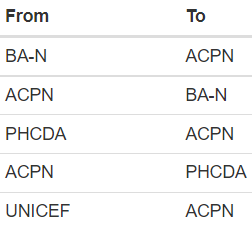 From To
BA-N ACPN
ACPN BA-N
PHCDA ACPN
ACPN PHCDA
UNICEF ACPN